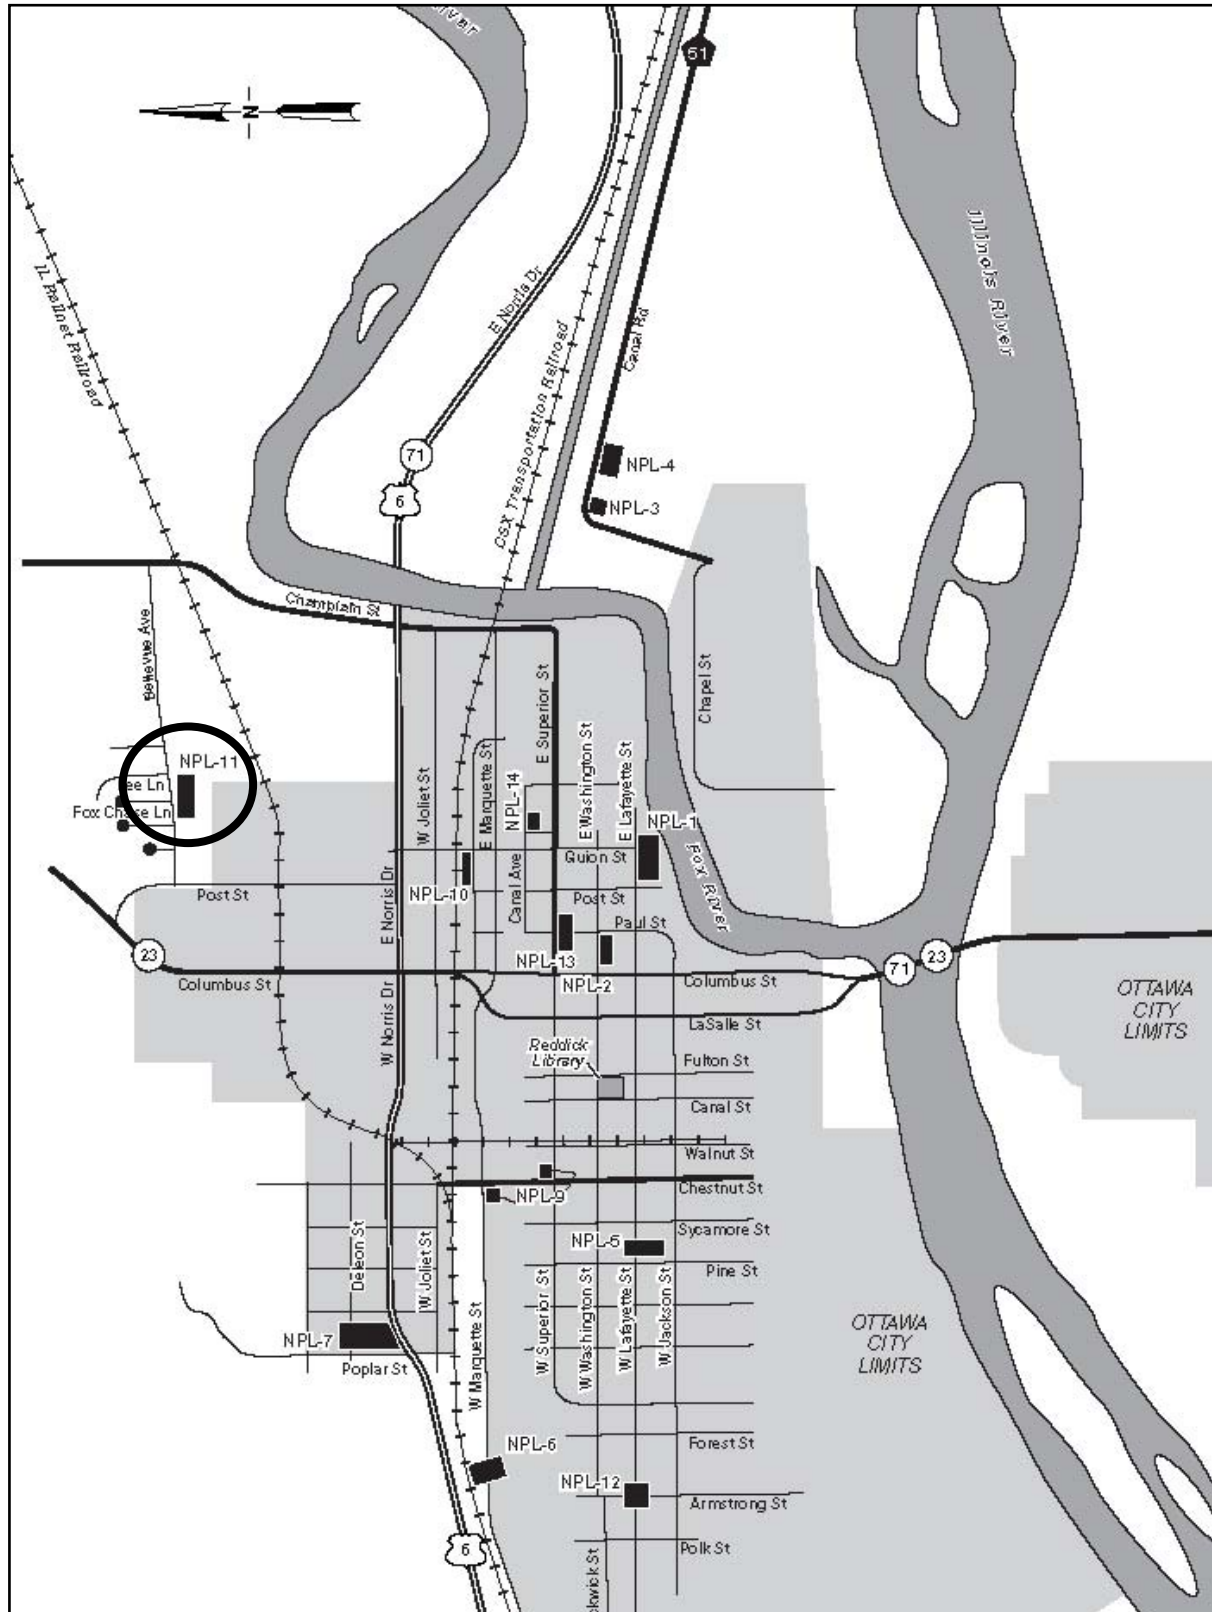 River
51
N
Illinois River
IL Railnet Railroad
E Norris Dr
CSX Transportation Railroad
Canal Rd
71
NPL-4
6
NPL-3
Champlain St
Bellevue Ave
E Superior St
Chapel St
NPL-11
ee Ln
Fox Chase Ln
W Joliet St
E Marquette St
NPL-14
E Washington St
E Lafayette St
NPL-1
Guion St
Fox River
Canal Ave
NPL-10
Post St
Post St
E Norris Dr
Paul St
23
NPL-13
NPL-2
71
23
Columbus St
Columbus St
W Norris Dr
LaSalle St
OTTAWA
CITY
LIMITS
Reddick
Library
Fulton St
Canal St
Walnut St
NPL-9
Chestnut St
Sycamore St
NPL-5
Pine St
Deleon St
W Joliet St
W Marquette St
W Superior St
W Washington St
W Lafayette St
W Jackson St
OTTAWA
CITY
LIMITS
NPL-7
Poplar St
NPL-6
Forest St
NPL-12
Armstrong St
6
Polk St
ckwick St